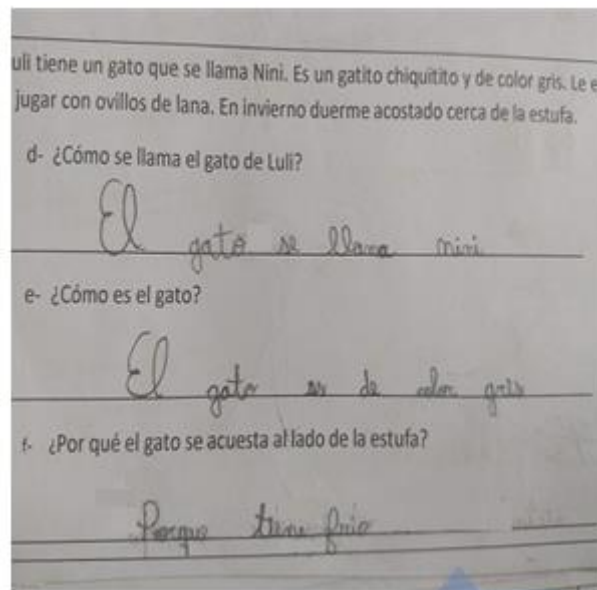 uli tiene un gato que se llama Nini. Es un gatito chiquitito y de color gris. Le e
jugar con ovillos de lana. En invierno duerme acostado cerca de la estufa.
d- ¿Cómo se llama el gato de Luli?
El gato se llama nini
e- ¿Cómo es el gato?
El gato es de color gris
f- ¿Por qué el gato se acuesta al lado de la estufa?
Porque tiene frio